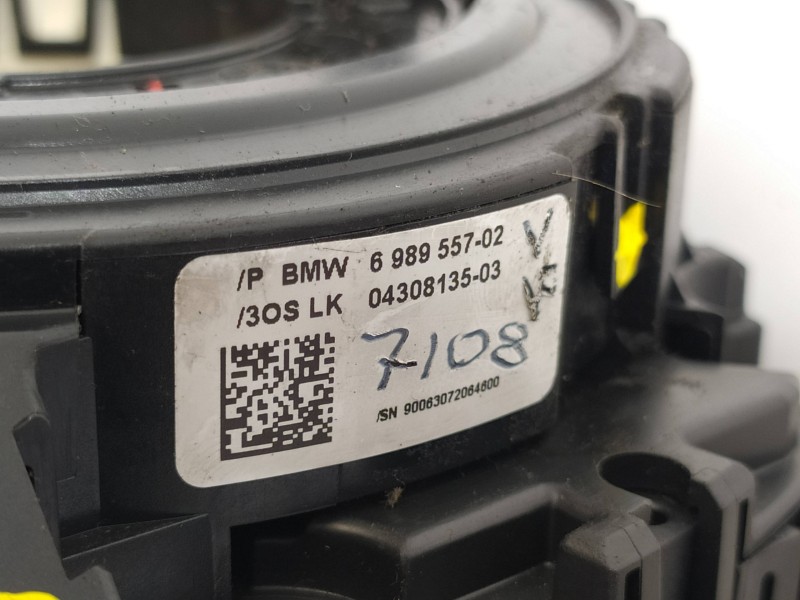 /P BMW 6 989 557-02
/3OS LK 04308135-03
7108
/SN 90063072064600